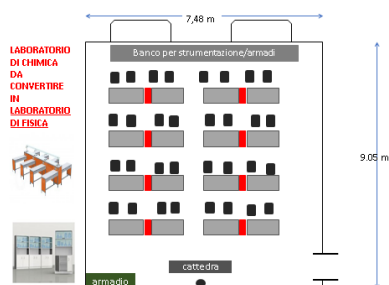 7,48 m
LABORATORIO
DI CHIMICA
DA
CONVERTIRE
IN
LABORATORIO
DI FISICA
Banco per strumentazione/armadi
9.05 m
cattedra
armadio